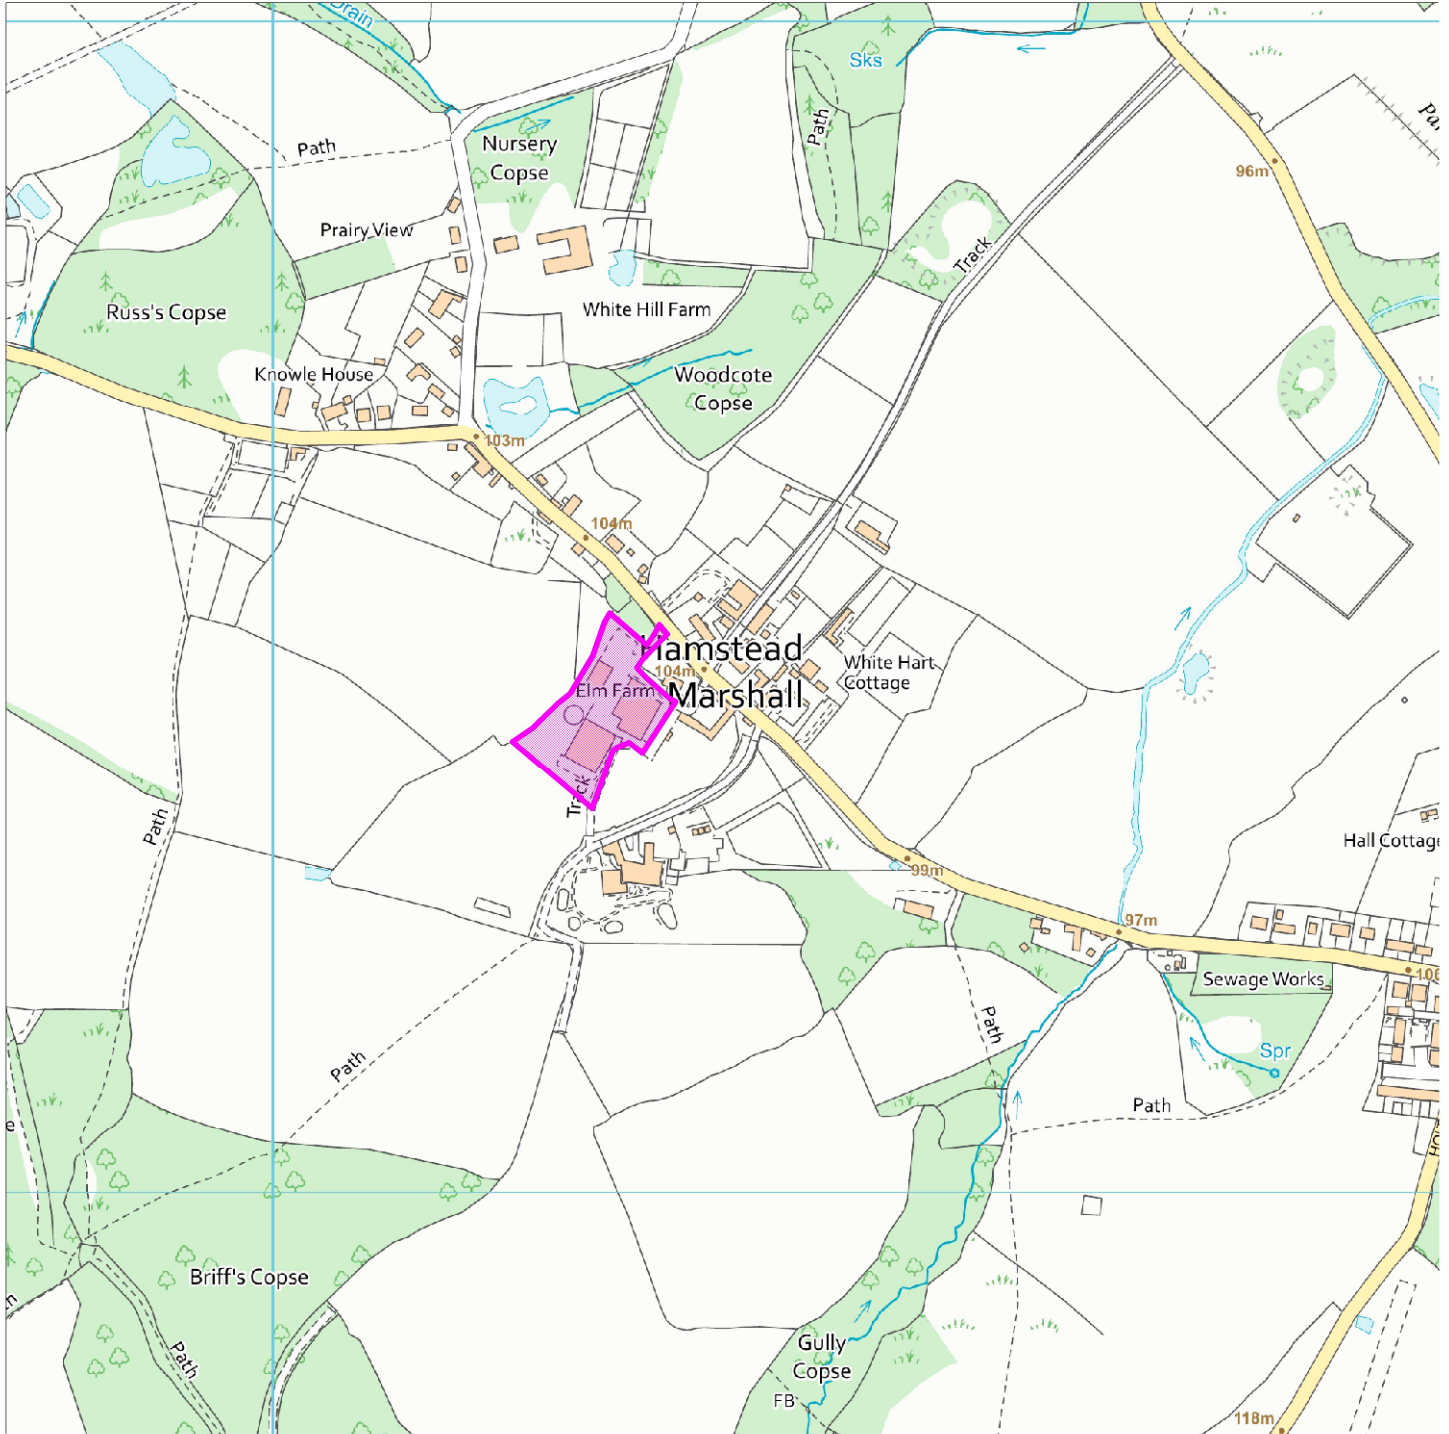 Drain
Sks
Path
96m
Nursery
Copse
Path
Prairy View
Track
Russ's Copse
White Hill Farm
Knowle House
Woodcote
Copse
103m
104m
Hamstead
Marshall
104m
White Hart
Cottage
Elm Farm
Track
Path
Hall Cottage
99m
97m
106
Sewage Works
Path
Spr
Path
Path
Briff's Copse
Path
Gully
Copse
FB
118m